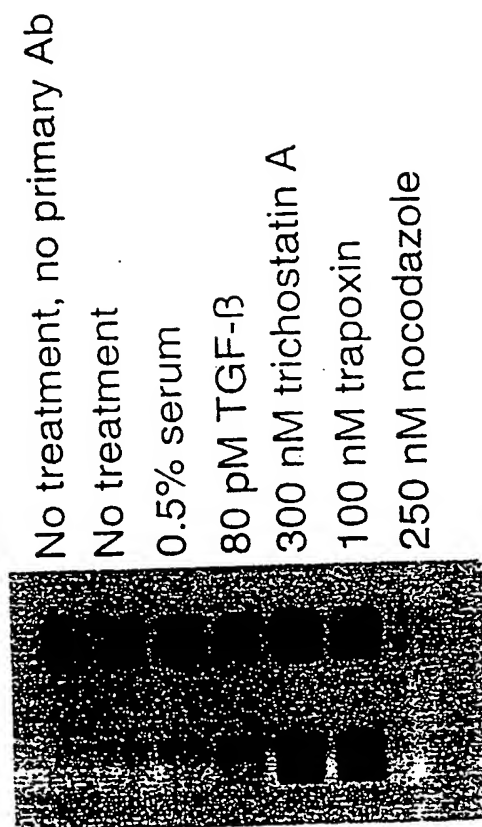 No treatment, no primary Ab
No treatment
0.5% serum
80 pM TGF-β
300 nM trichostatin A
100 nM trapoxin
250 nM nocodazole